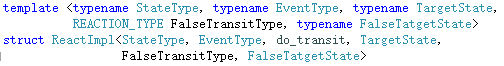 template <typename StateType, typename EventType, typename TargetState,
REACTION_TYPE FalseTransitType, typename FalseTatgetState>
struct ReactImpl<StateType, EventType, do_transit, TargetState,
FalseTransitType, FalseTatgetState>